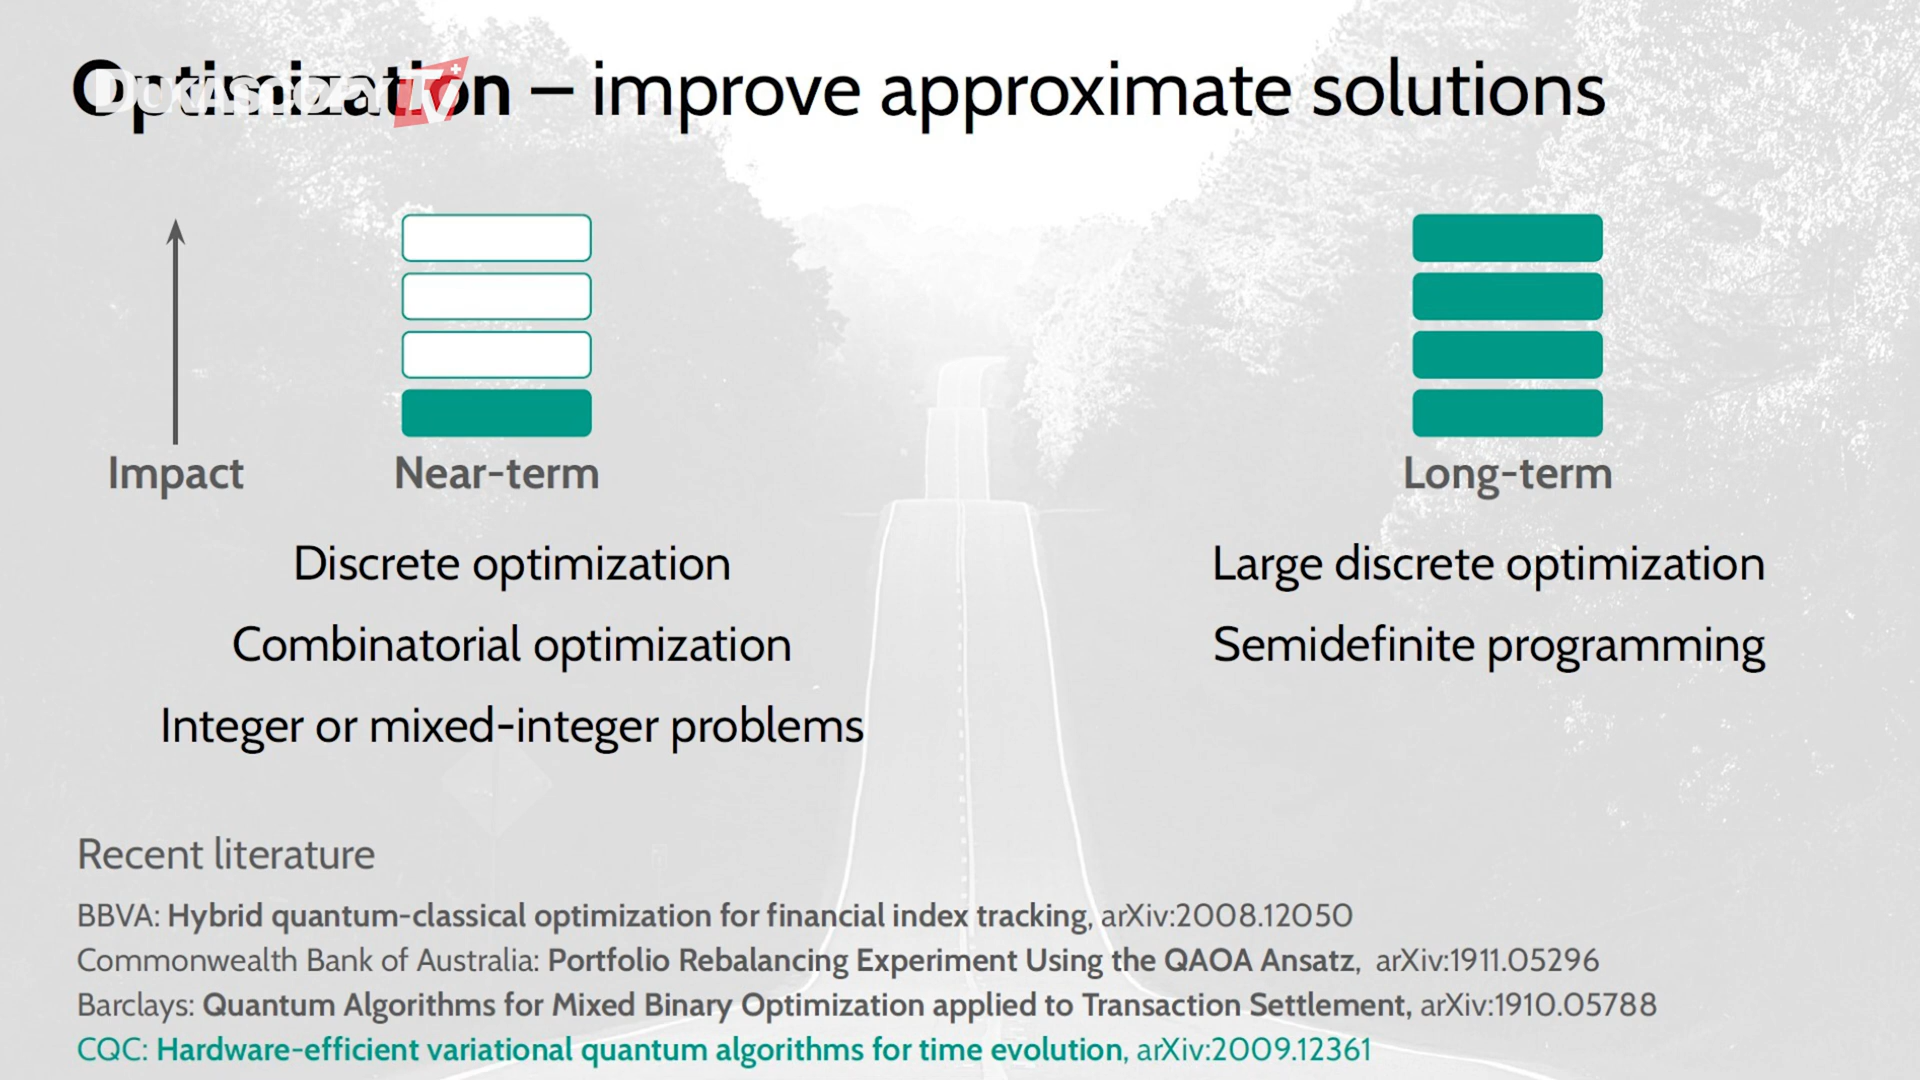 Optimization – improve approximate solutions
DUKASCOPY TV
Impact
Near-term
Long-term
Discrete optimization
Combinatorial optimization
Integer or mixed-integer problems
Large discrete optimization
Semidefinite programming
Recent literature
BBVA: Hybrid quantum-classical optimization for financial index tracking, arXiv:2008.12050
Commonwealth Bank of Australia: Portfolio Rebalancing Experiment Using the QAOA Ansatz, arXiv:1911.05296
Barclays: Quantum Algorithms for Mixed Binary Optimization applied to Transaction Settlement, arXiv:1910.05788
CQC: Hardware-efficient variational quantum algorithms for time evolution, arXiv:2009.12361